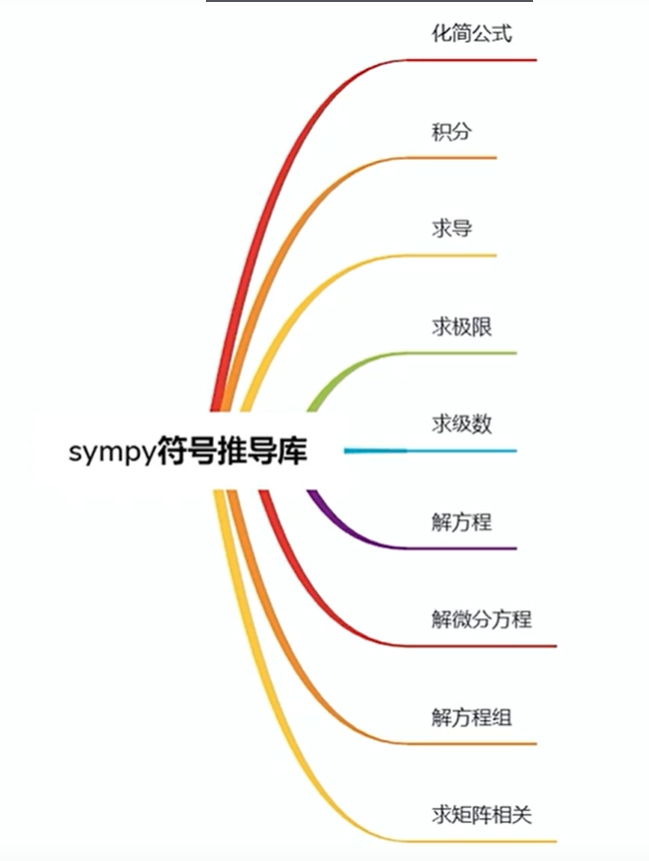 化简公式
积分
求导
求极限
sympy符号推导库
求级数
解方程
解微分方程
解方程组
求矩阵相关